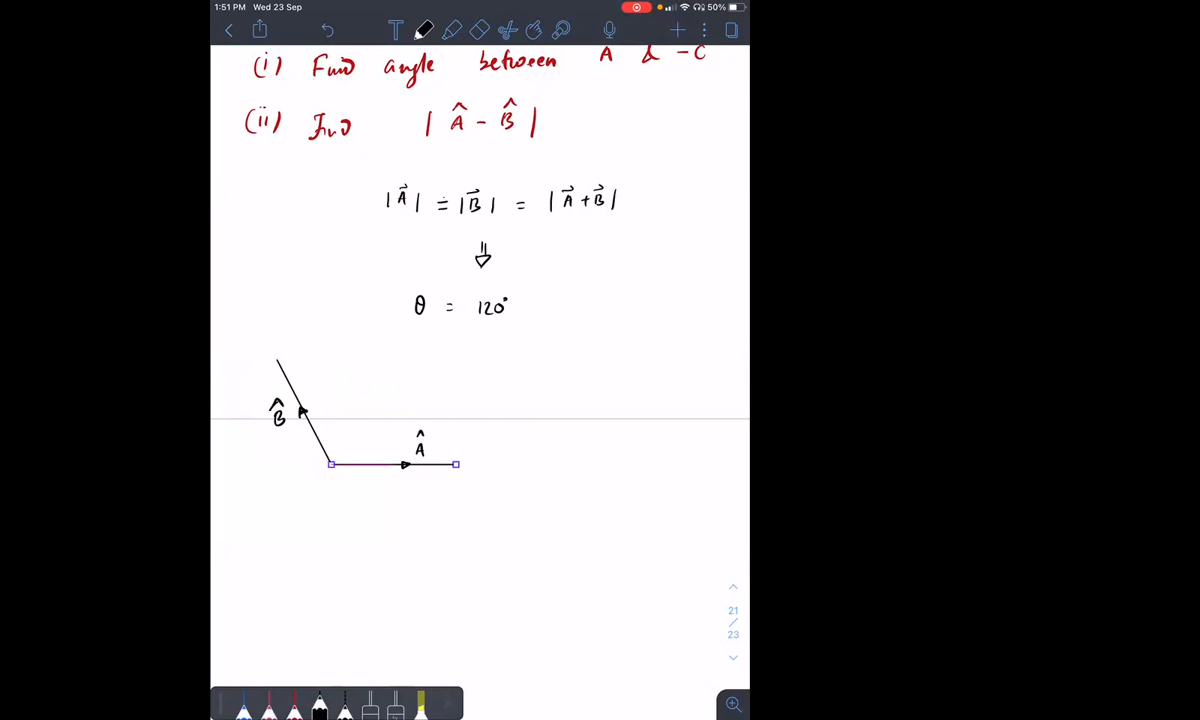 1:51 PM Wed 23 Sep 50%
(i) Find angle between A & -C
(ii) Find | Â - B̂ |
|A⃗| = |B⃗| = |A⃗ + B⃗|
⇓
θ = 120°
B̂
Â
21
/
23